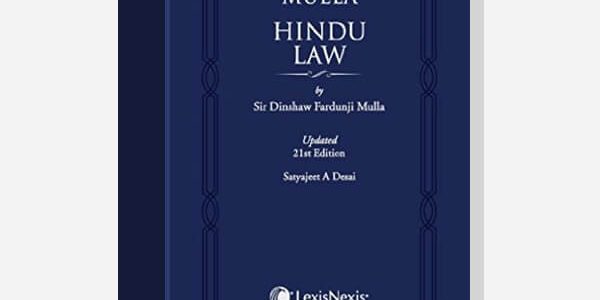 MULLA
HINDU
LAW
by
Sir Dinshaw Fardunji Mulla
Updated
21st Edition
Satyajeet A Desai
LexisNexis®